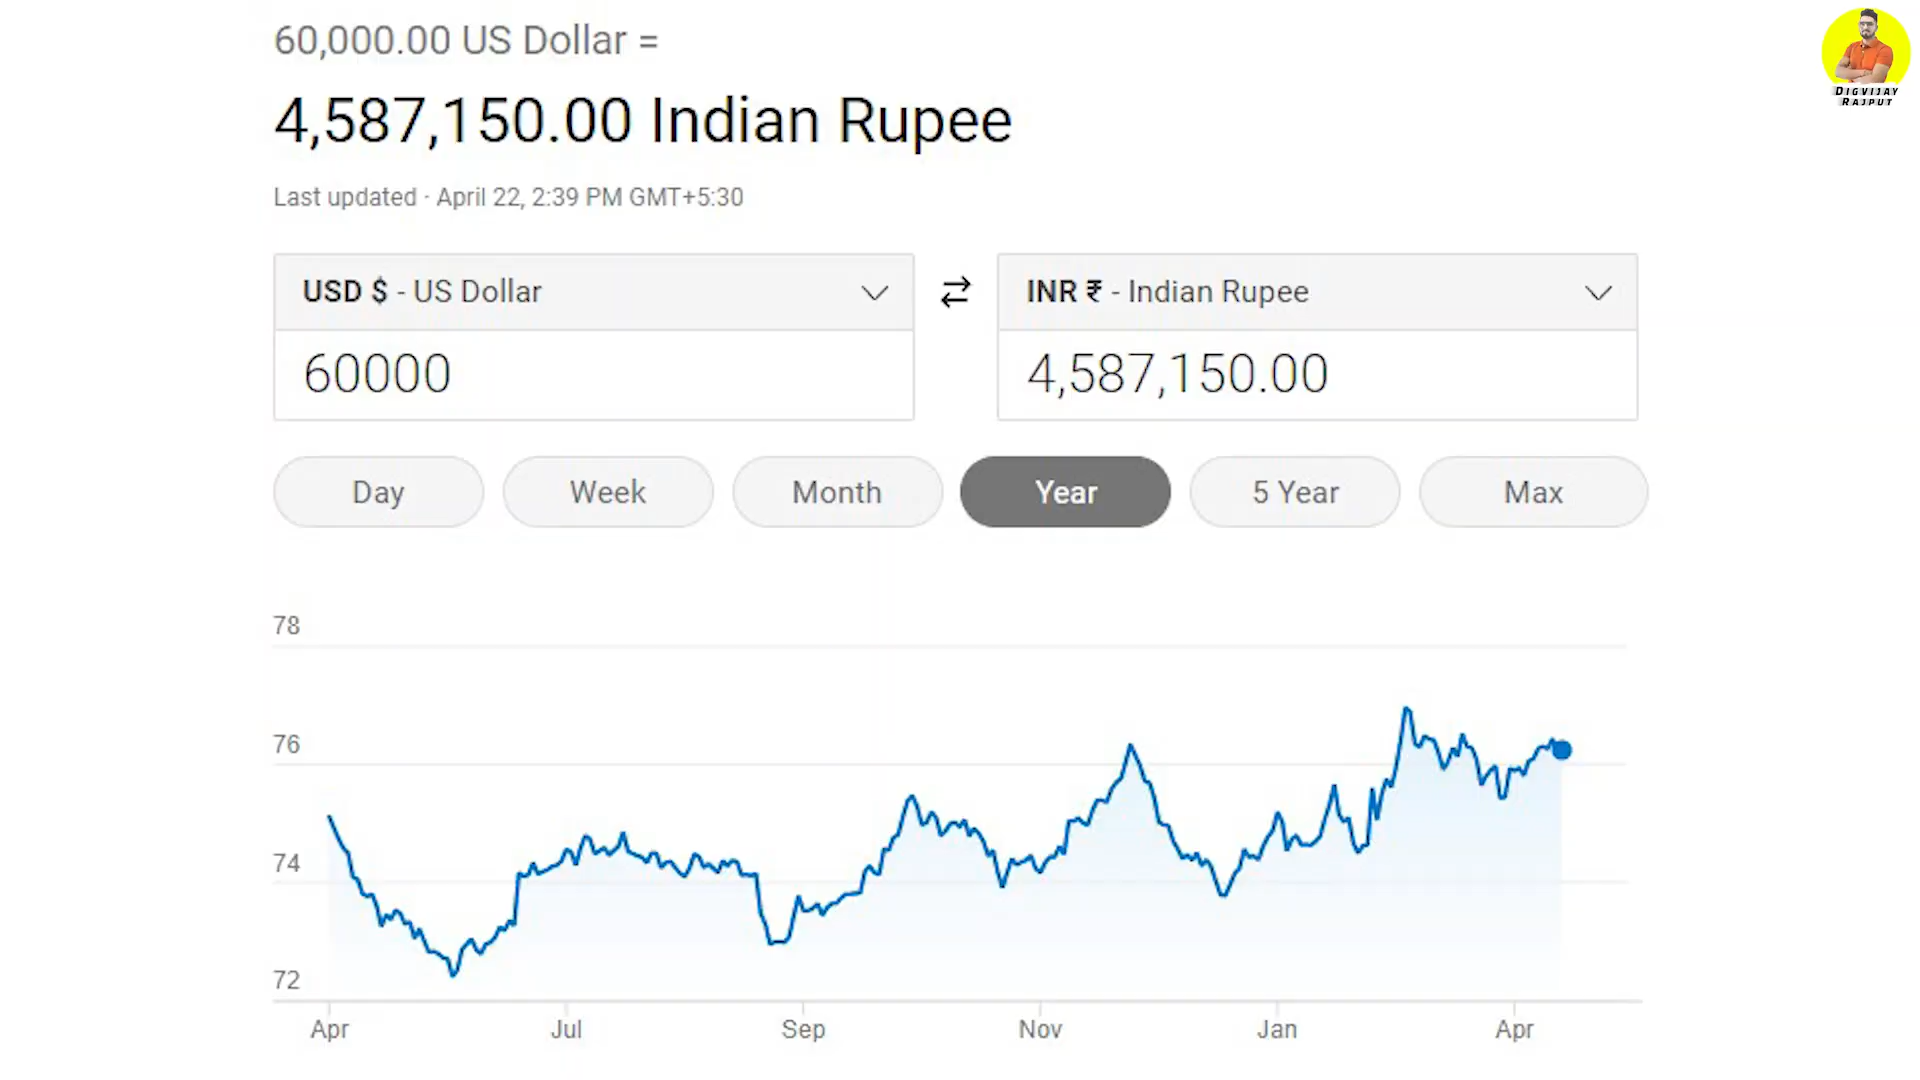 60,000.00 US Dollar =
4,587,150.00 Indian Rupee
Last updated · April 22, 2:39 PM GMT+5:30
USD $ - US Dollar
INR ₹ - Indian Rupee
60000
4,587,150.00
Day
Week
Month
Year
5 Year
Max
78
76
74
72
Apr
Jul
Sep
Nov
Jan
Apr
DIGVIJAY
RAJPUT